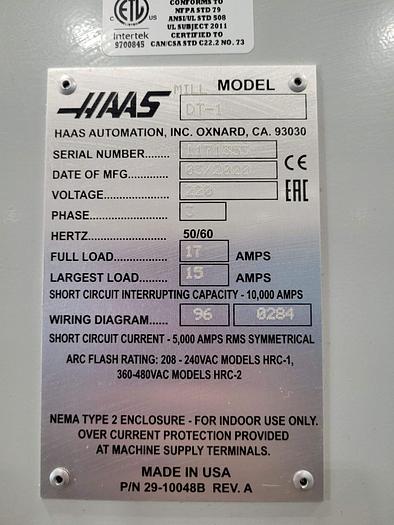 CONFORMS TO
NFPA STD 79
ANSI/UL STD 508
UL SUBJECT 2011
CERTIFIED TO
CAN/CSA STD C22.2 NO. 73
C ETL US
Intertek
9700845
HAAS MILL MODEL
DT-1
HAAS AUTOMATION, INC. OXNARD, CA. 93030
SERIAL NUMBER.......
DATE OF MFG........... 03/2020
VOLTAGE................. 220
PHASE..................... 3
HERTZ...................... 50/60
FULL LOAD.............. 17 AMPS
LARGEST LOAD....... 15 AMPS
SHORT CIRCUIT INTERRUPTING CAPACITY - 10,000 AMPS
WIRING DIAGRAM...... 96 0284
SHORT CIRCUIT CURRENT - 5,000 AMPS RMS SYMMETRICAL
ARC FLASH RATING: 208 - 240VAC MODELS HRC-1,
360-480VAC MODELS HRC-2
NEMA TYPE 2 ENCLOSURE - FOR INDOOR USE ONLY.
OVER CURRENT PROTECTION PROVIDED
AT MACHINE SUPPLY TERMINALS.
MADE IN USA
P/N 29-10048B REV. A
CE
EAC